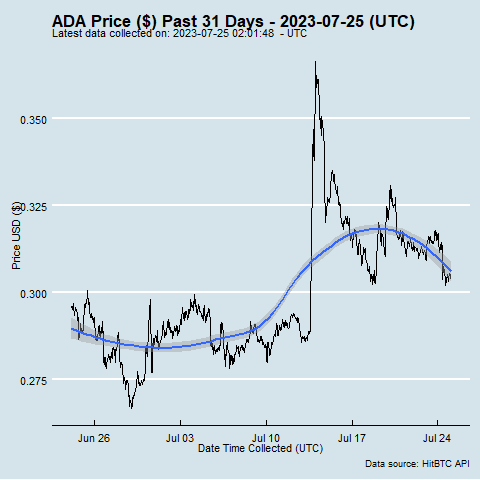 ADA Price ($) Past 31 Days - 2023-07-25 (UTC)
Latest data collected on: 2023-07-25 02:01:48  - UTC
Price USD ($)
0.350
0.325
0.300
0.275
Jun 26
Jul 03
Jul 10
Jul 17
Jul 24
Date Time Collected (UTC)
Data source: HitBTC API